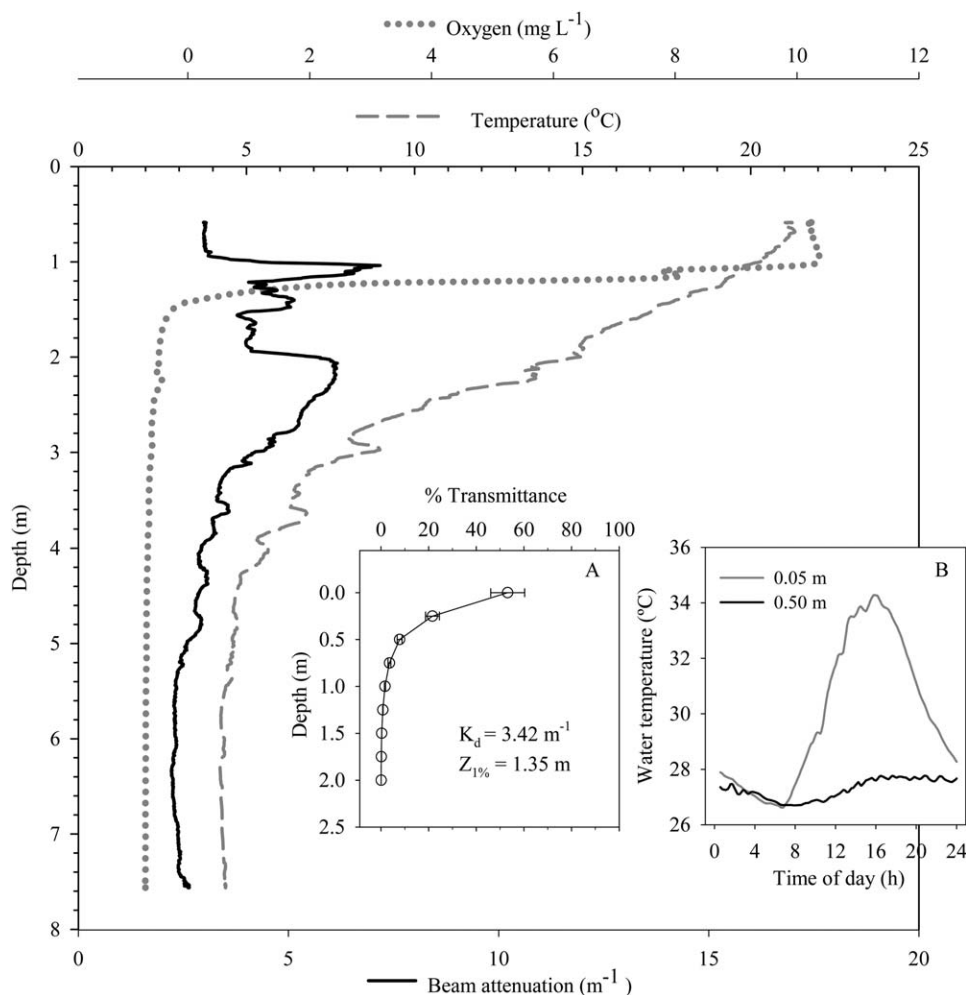 Oxygen (mg L-1)
0 2 4 6 8 10 12
Temperature (oC)
0 5 10 15 20 25
0
1
2
3
4
5
6
7
8
Depth (m)
% Transmittance
0 20 40 60 80 100
A
0.0
0.5
1.0
1.5
2.0
2.5
Depth (m)
Kd = 3.42 m-1
Z1% = 1.35 m
B
0.05 m
0.50 m
36
34
32
30
28
26
Water temperature (ºC)
0 4 8 12 16 20 24
Time of day (h)
0 5 10 15 20
Beam attenuation (m-1)